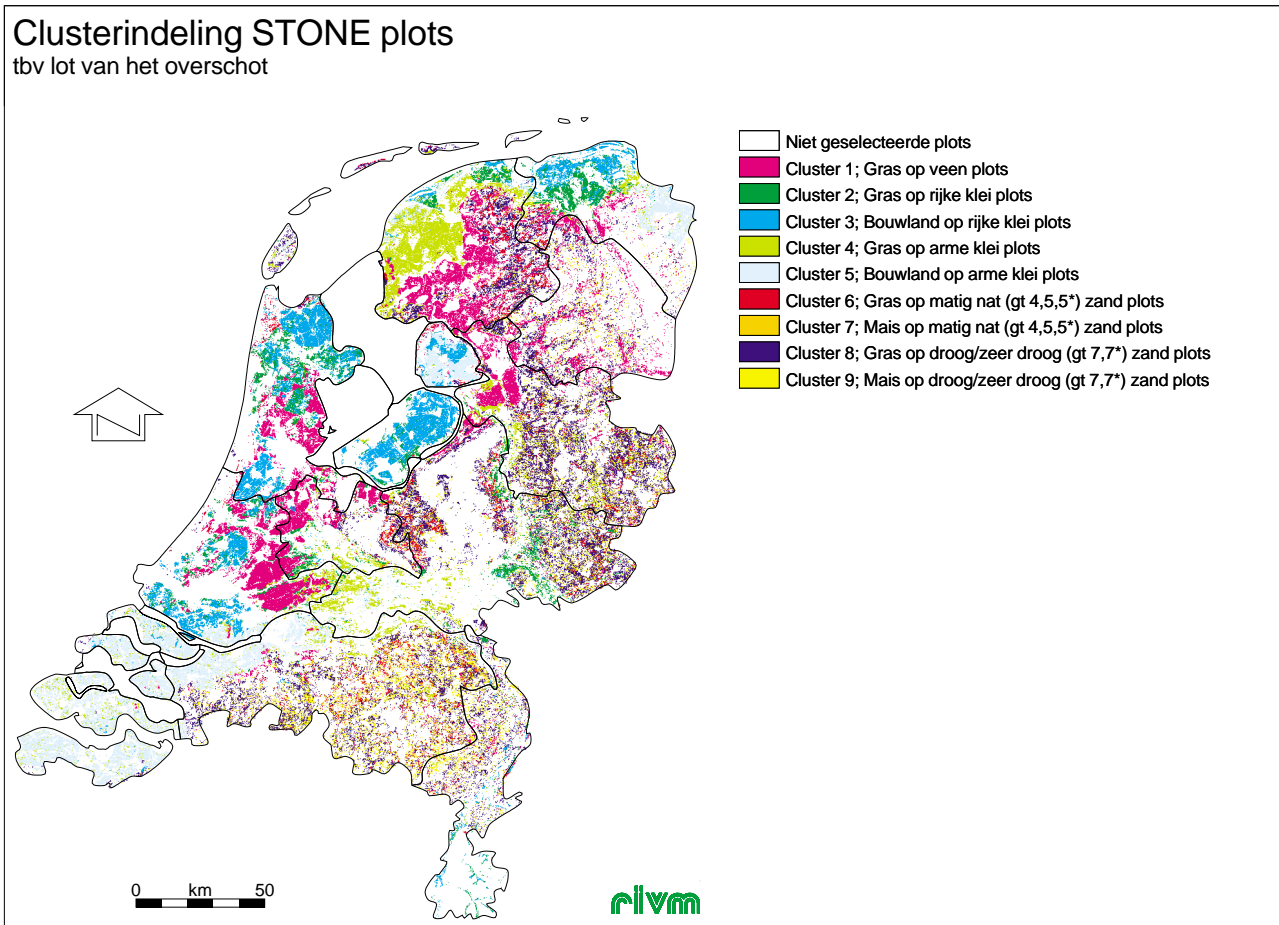 Clusterindeling STONE plots
tbv lot van het overschot
Niet geselecteerde plots
Cluster 1; Gras op veen plots
Cluster 2; Gras op rijke klei plots
Cluster 3; Bouwland op rijke klei plots
Cluster 4; Gras op arme klei plots
Cluster 5; Bouwland op arme klei plots
Cluster 6; Gras op matig nat (gt 4,5,5*) zand plots
Cluster 7; Mais op matig nat (gt 4,5,5*) zand plots
Cluster 8; Gras op droog/zeer droog (gt 7,7*) zand plots
Cluster 9; Mais op droog/zeer droog (gt 7,7*) zand plots
N
0 km 50
rivm